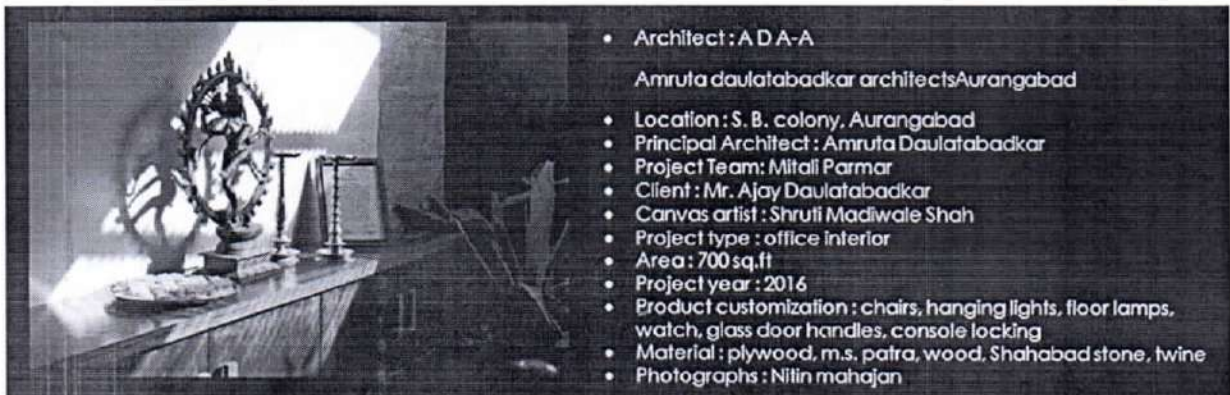 • Architect : A D A-A
Amruta daulatabadkar architectsAurangabad
• Location : S. B. colony, Aurangabad
• Principal Architect : Amruta Daulatabadkar
• Project Team: Mitali Parmar
• Client : Mr. Ajay Daulatabadkar
• Canvas artist : Shruti Madiwale Shah
• Project type : office interior
• Area : 700 sq.ft
• Project year : 2016
• Product customization : chairs, hanging lights, floor lamps,
watch, glass door handles, console locking
• Material : plywood, m.s. patra, wood, Shahabad stone, twine
• Photographs : Nitin mahajan